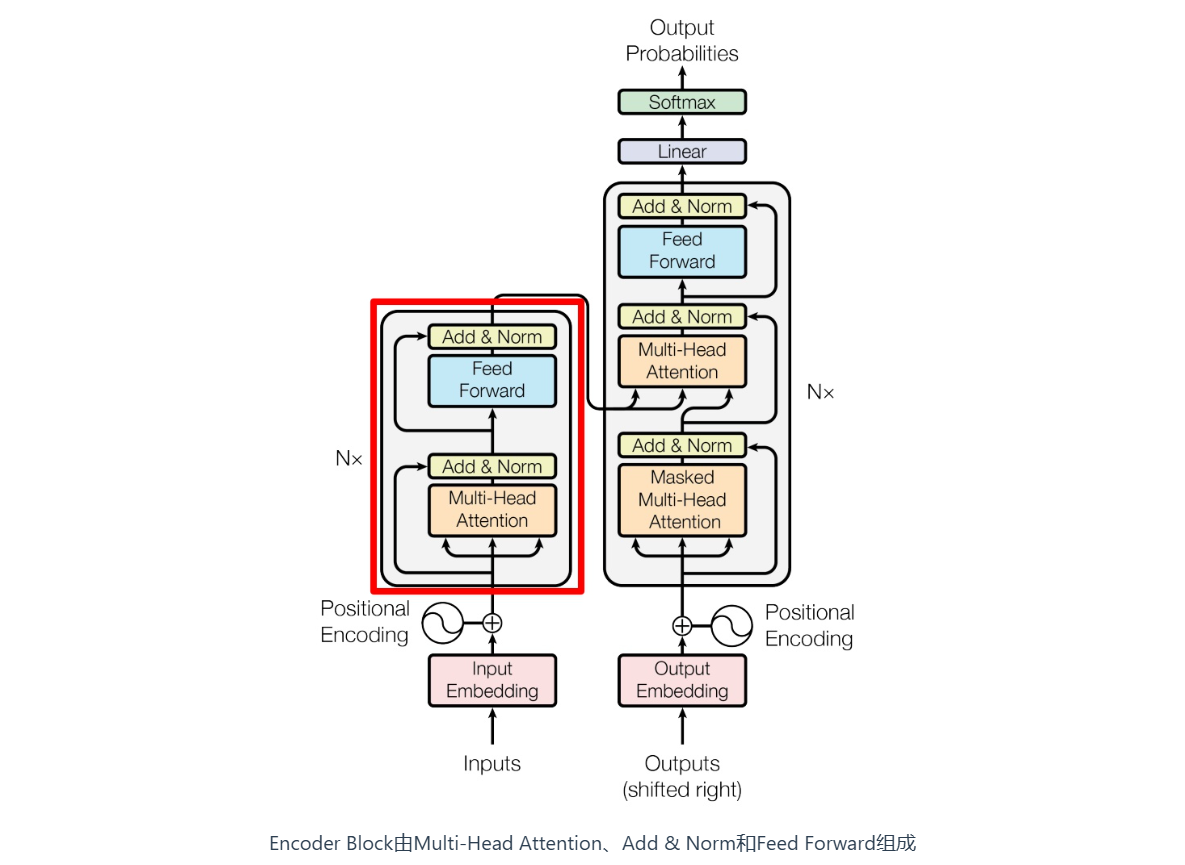 Output
Probabilities
Softmax
Linear
Add & Norm
Feed
Forward
Add & Norm
Multi-Head
Attention
Nx
Add & Norm
Masked
Multi-Head
Attention
Add & Norm
Feed
Forward
Nx
Add & Norm
Multi-Head
Attention
Positional
Encoding
Positional
Encoding
Input
Embedding
Output
Embedding
Inputs
Outputs
(shifted right)
Encoder Block由Multi-Head Attention、Add & Norm和Feed Forward组成